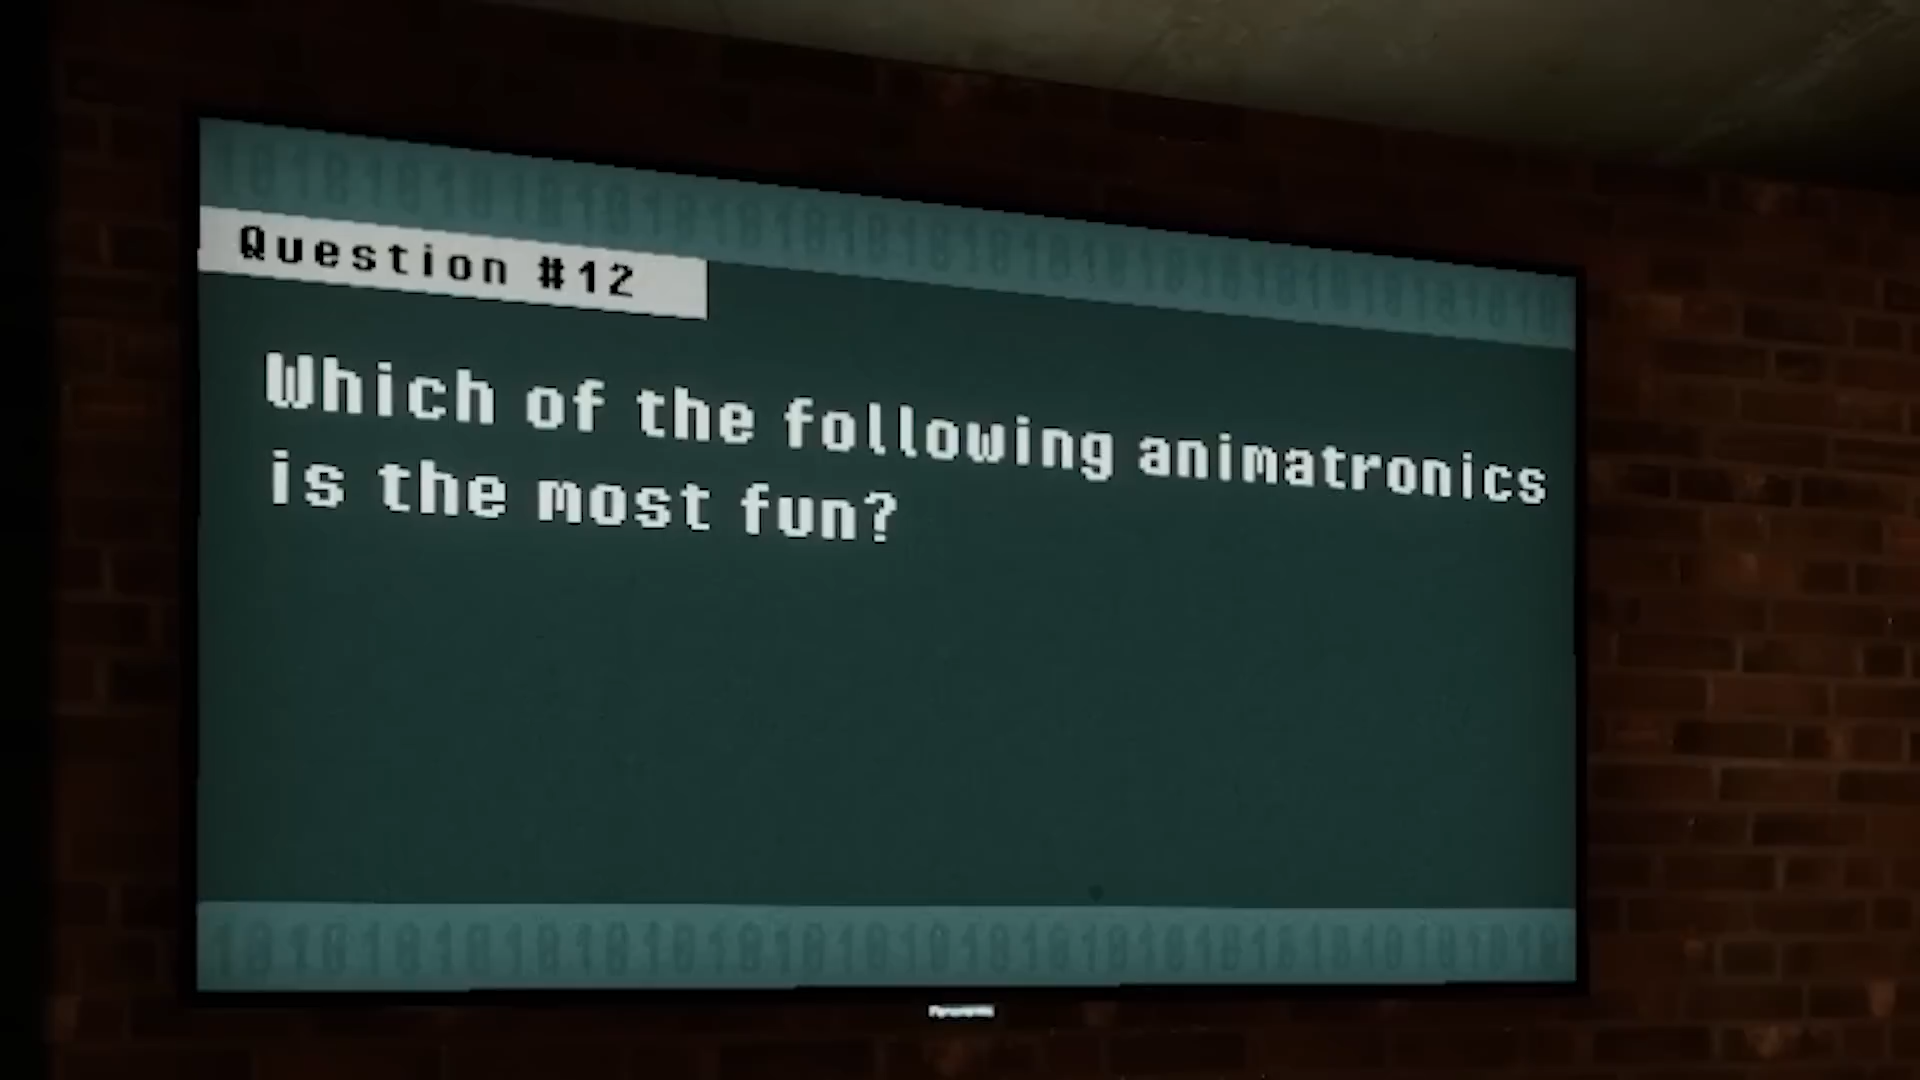 Question #12
Which of the following animatronics
is the most fun?